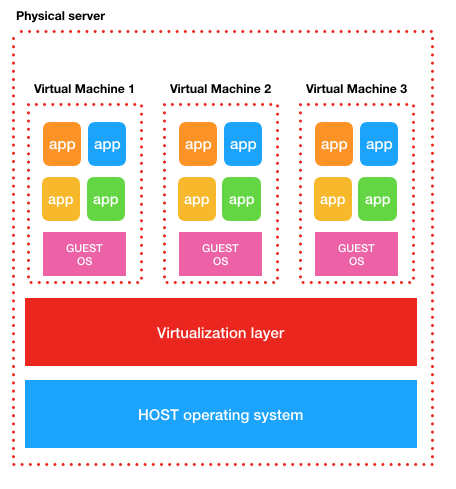 Physical server
Virtual Machine 1 Virtual Machine 2 Virtual Machine 3
app app app app app app
app app app app app app
GUEST GUEST GUEST
OS OS OS
Virtualization layer
HOST operating system